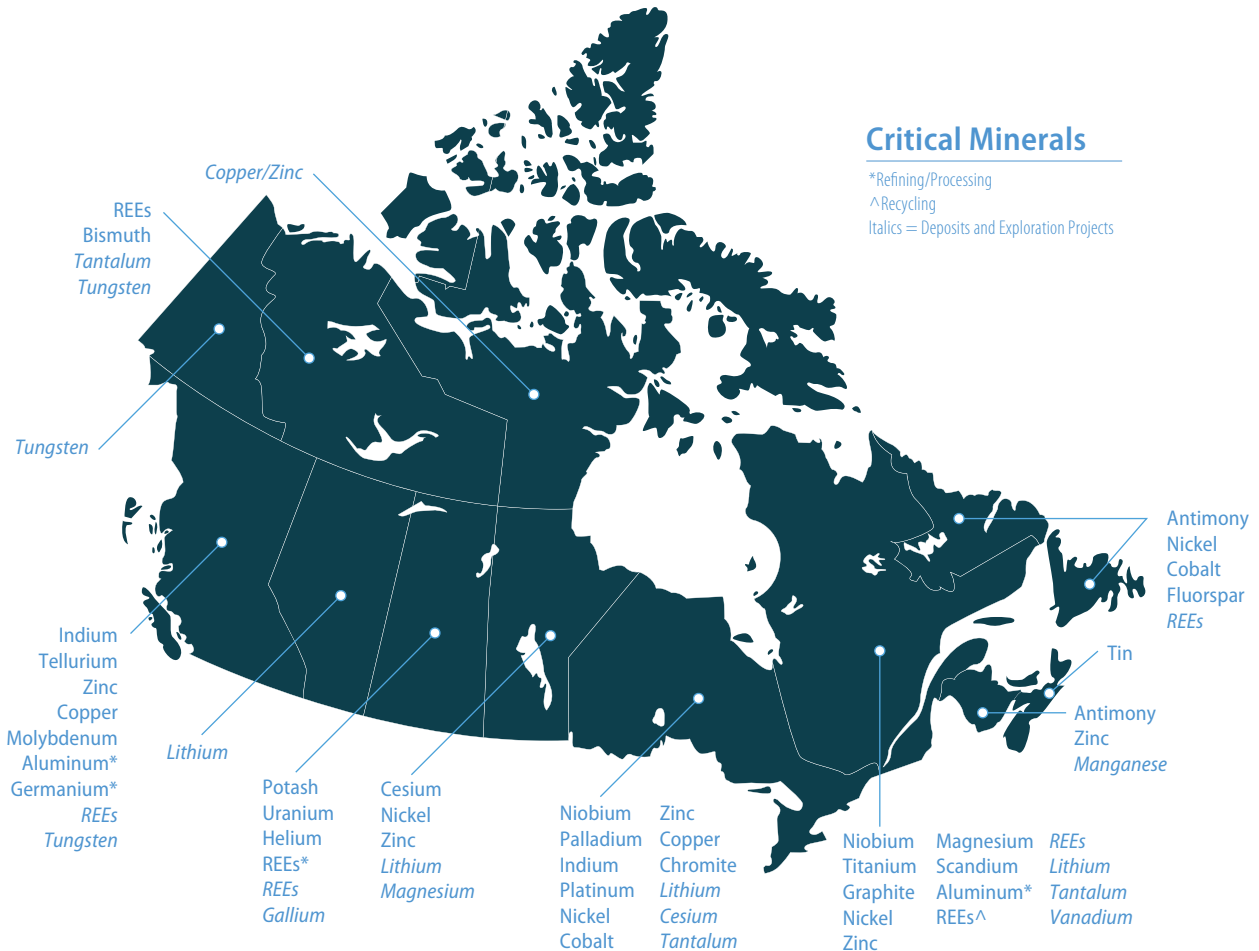 Critical Minerals
*Refining/Processing
^Recycling
Italics = Deposits and Exploration Projects
Copper/Zinc
REEs
Bismuth
Tantalum
Tungsten
Tungsten
Indium
Tellurium
Zinc
Copper
Molybdenum
Aluminum*
Germanium*
REEs
Tungsten
Lithium
Potash
Uranium
Helium
REEs*
REEs
Gallium
Cesium
Nickel
Zinc
Lithium
Magnesium
Niobium
Palladium
Indium
Platinum
Nickel
Cobalt
Zinc
Copper
Chromite
Lithium
Cesium
Tantalum
Niobium
Titanium
Graphite
Nickel
Zinc
Magnesium
Scandium
Aluminum*
REEs^
REEs
Lithium
Tantalum
Vanadium
Antimony
Nickel
Cobalt
Fluorspar
REEs
Tin
Antimony
Zinc
Manganese